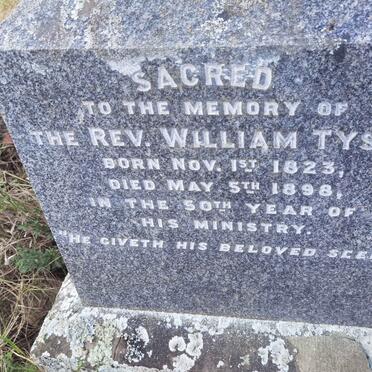 SACRED
TO THE MEMORY OF
THE REV. WILLIAM TYS
BORN NOV. 1ST 1823,
DIED MAY 5TH 1898,
IN THE 50TH YEAR OF
HIS MINISTRY.
"HE GIVETH HIS BELOVED